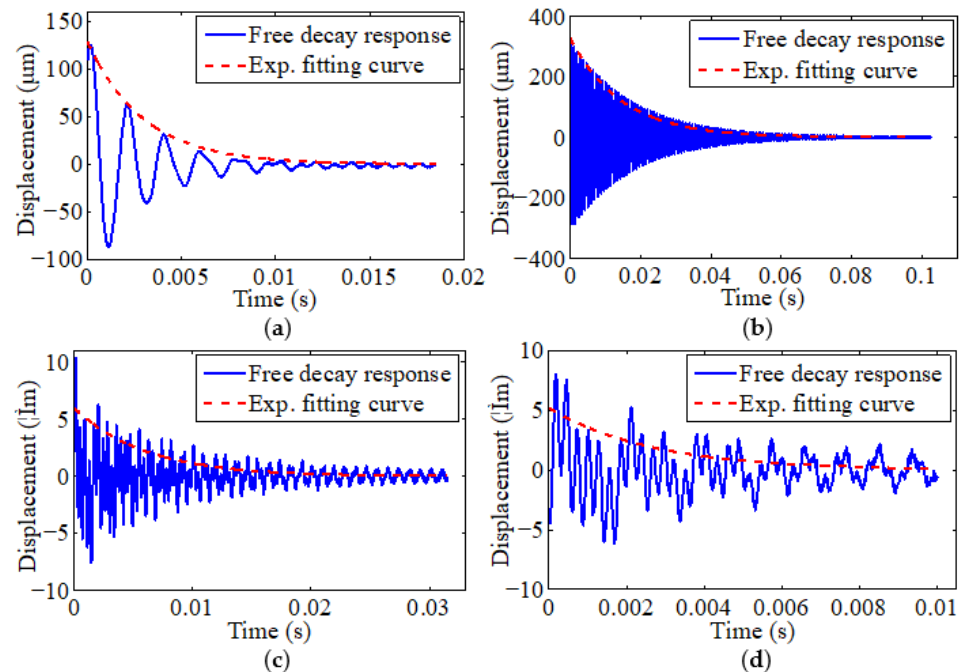 150
100
50
0
−50
−100
Displacement (μm)
Free decay response
Exp. fitting curve
0 0.005 0.01 0.015 0.02
Time (s)
(a)
400
200
0
−200
−400
Displacement (μm)
Free decay response
Exp. fitting curve
0 0.02 0.04 0.06 0.08 0.1
Time (s)
(b)
10
5
0
−5
10
Displacement (¦Ìm)
Free decay response
Exp. fitting curve
0 0.01 0.02 0.03
Time (s)
(c)
10
5
0
−5
−10
Displacement (¦Ìm)
Free decay response
Exp. fitting curve
0 0.002 0.004 0.006 0.008 0.01
Time (s)
(d)